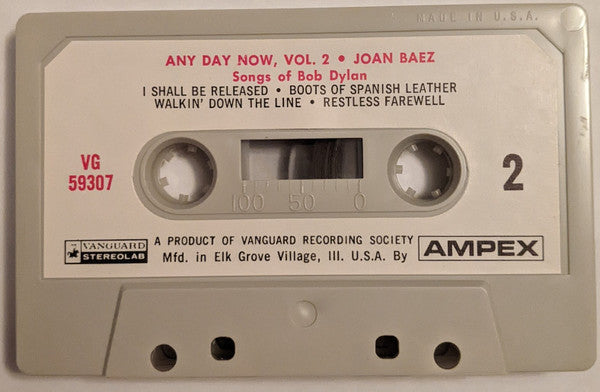 MADE IN U.S.A.
ANY DAY NOW, VOL. 2 • JOAN BAEZ
Songs of Bob Dylan
I SHALL BE RELEASED • BOOTS OF SPANISH LEATHER
WALKIN' DOWN THE LINE • RESTLESS FAREWELL
VG
59307
2
100 50 0
VANGUARD
STEREOLAB
A PRODUCT OF VANGUARD RECORDING SOCIETY
Mfd. in Elk Grove Village, Ill. U.S.A. By
AMPEX